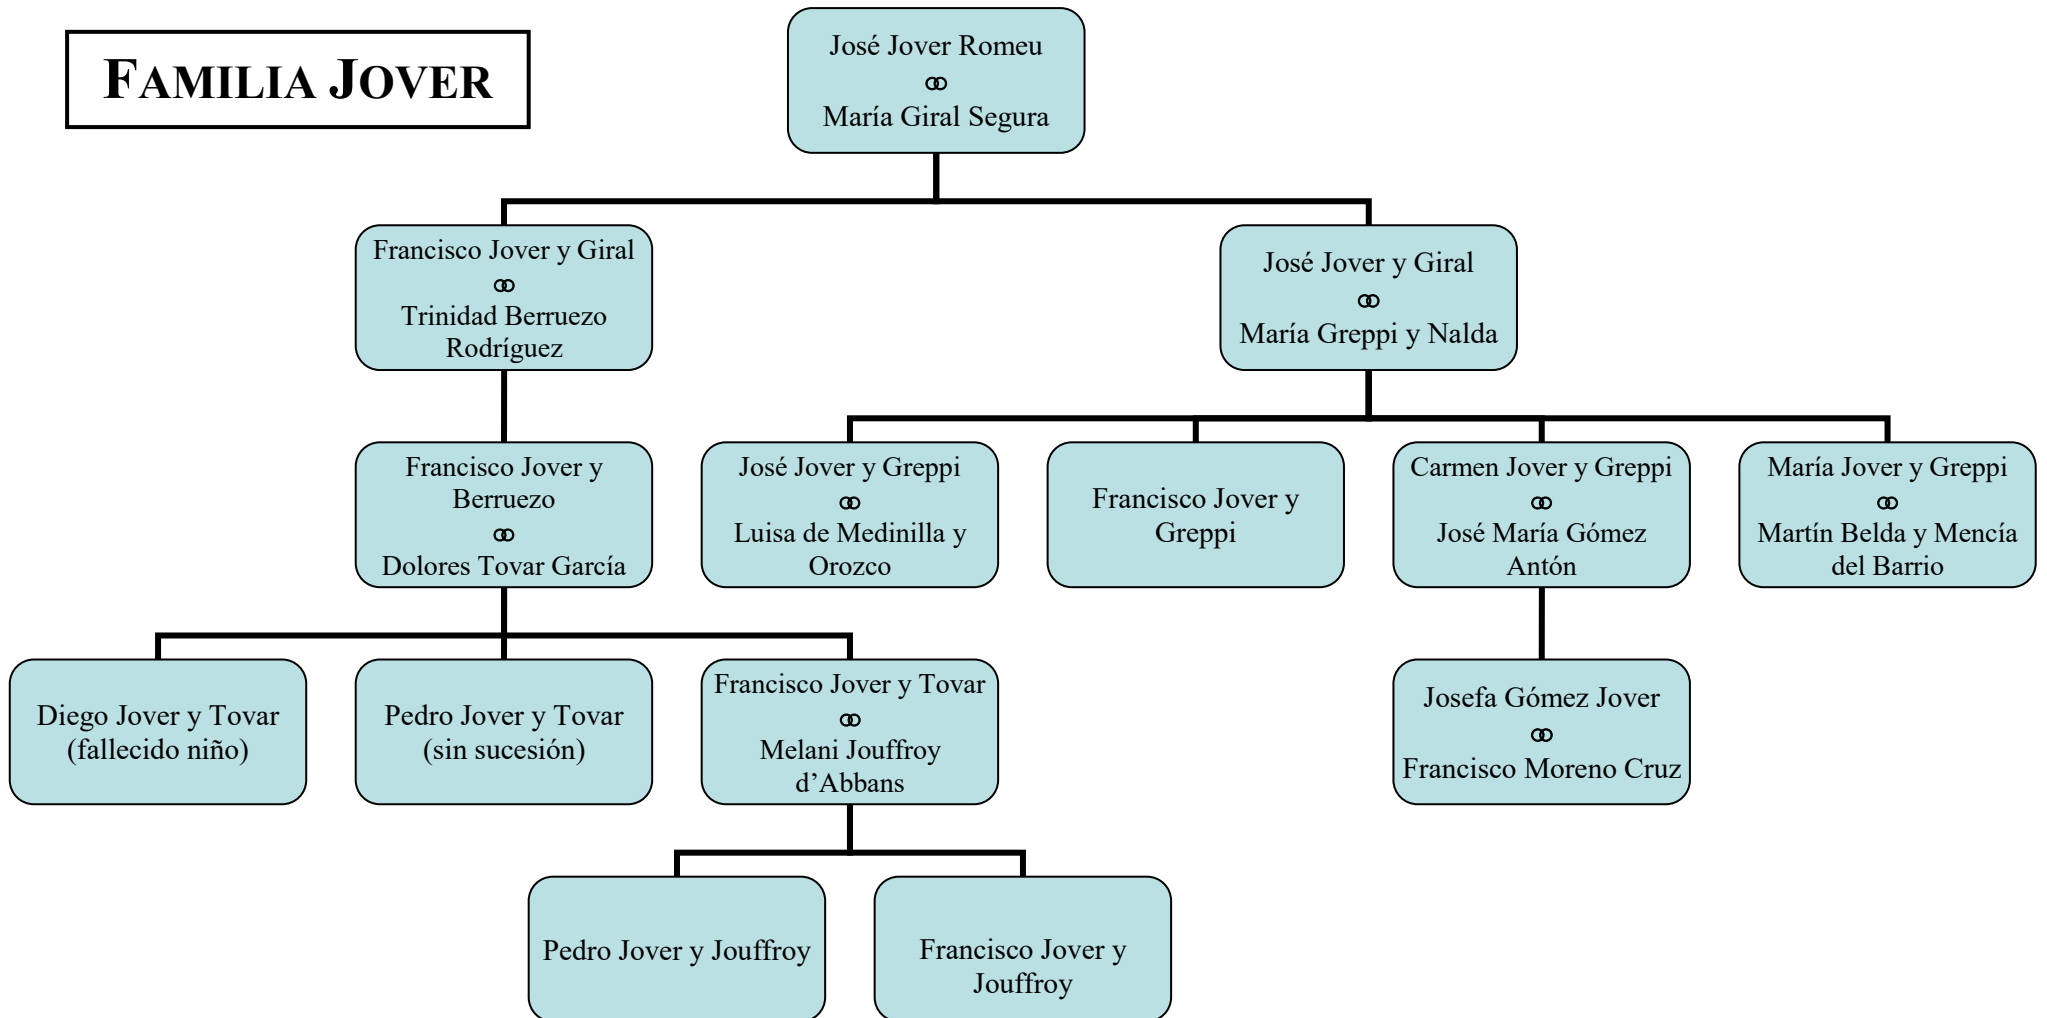 FAMILIA JOVER
José Jover Romeu
María Giral Segura
Francisco Jover y Giral
Trinidad Berruezo
Rodríguez
José Jover y Giral
María Greppi y Nalda
Francisco Jover y
Berruezo
Dolores Tovar García
José Jover y Greppi
Luisa de Medinilla y
Orozco
Francisco Jover y
Greppi
Carmen Jover y Greppi
José María Gómez
Antón
María Jover y Greppi
Martín Belda y Mencía
del Barrio
Diego Jover y Tovar
(fallecido niño)
Pedro Jover y Tovar
(sin sucesión)
Francisco Jover y Tovar
Melani Jouffroy
d’Abbans
Josefa Gómez Jover
Francisco Moreno Cruz
Pedro Jover y Jouffroy
Francisco Jover y
Jouffroy